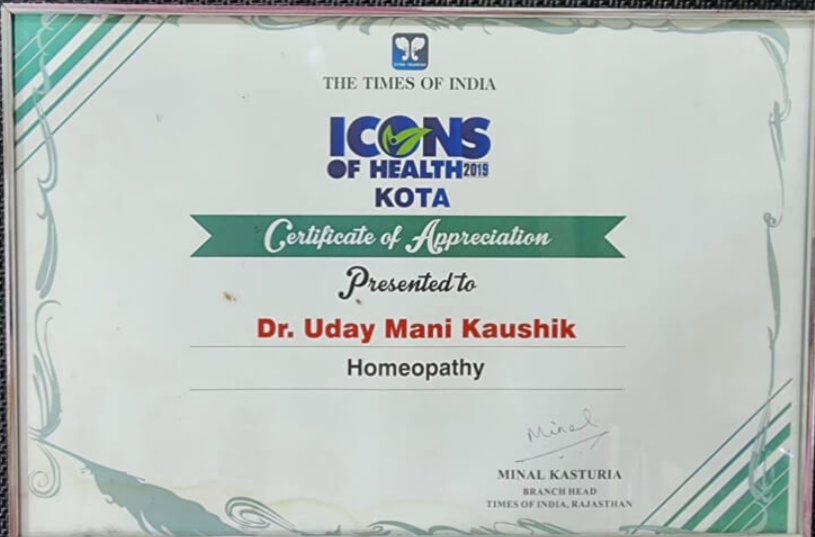 THE TIMES OF INDIA
ICONS
OF HEALTH 2019
KOTA
Certificate of Appreciation
Presented to
Dr. Uday Mani Kaushik
Homeopathy
Minal
MINAL KASTURIA
BRANCH HEAD
TIMES OF INDIA, RAJASTHAN